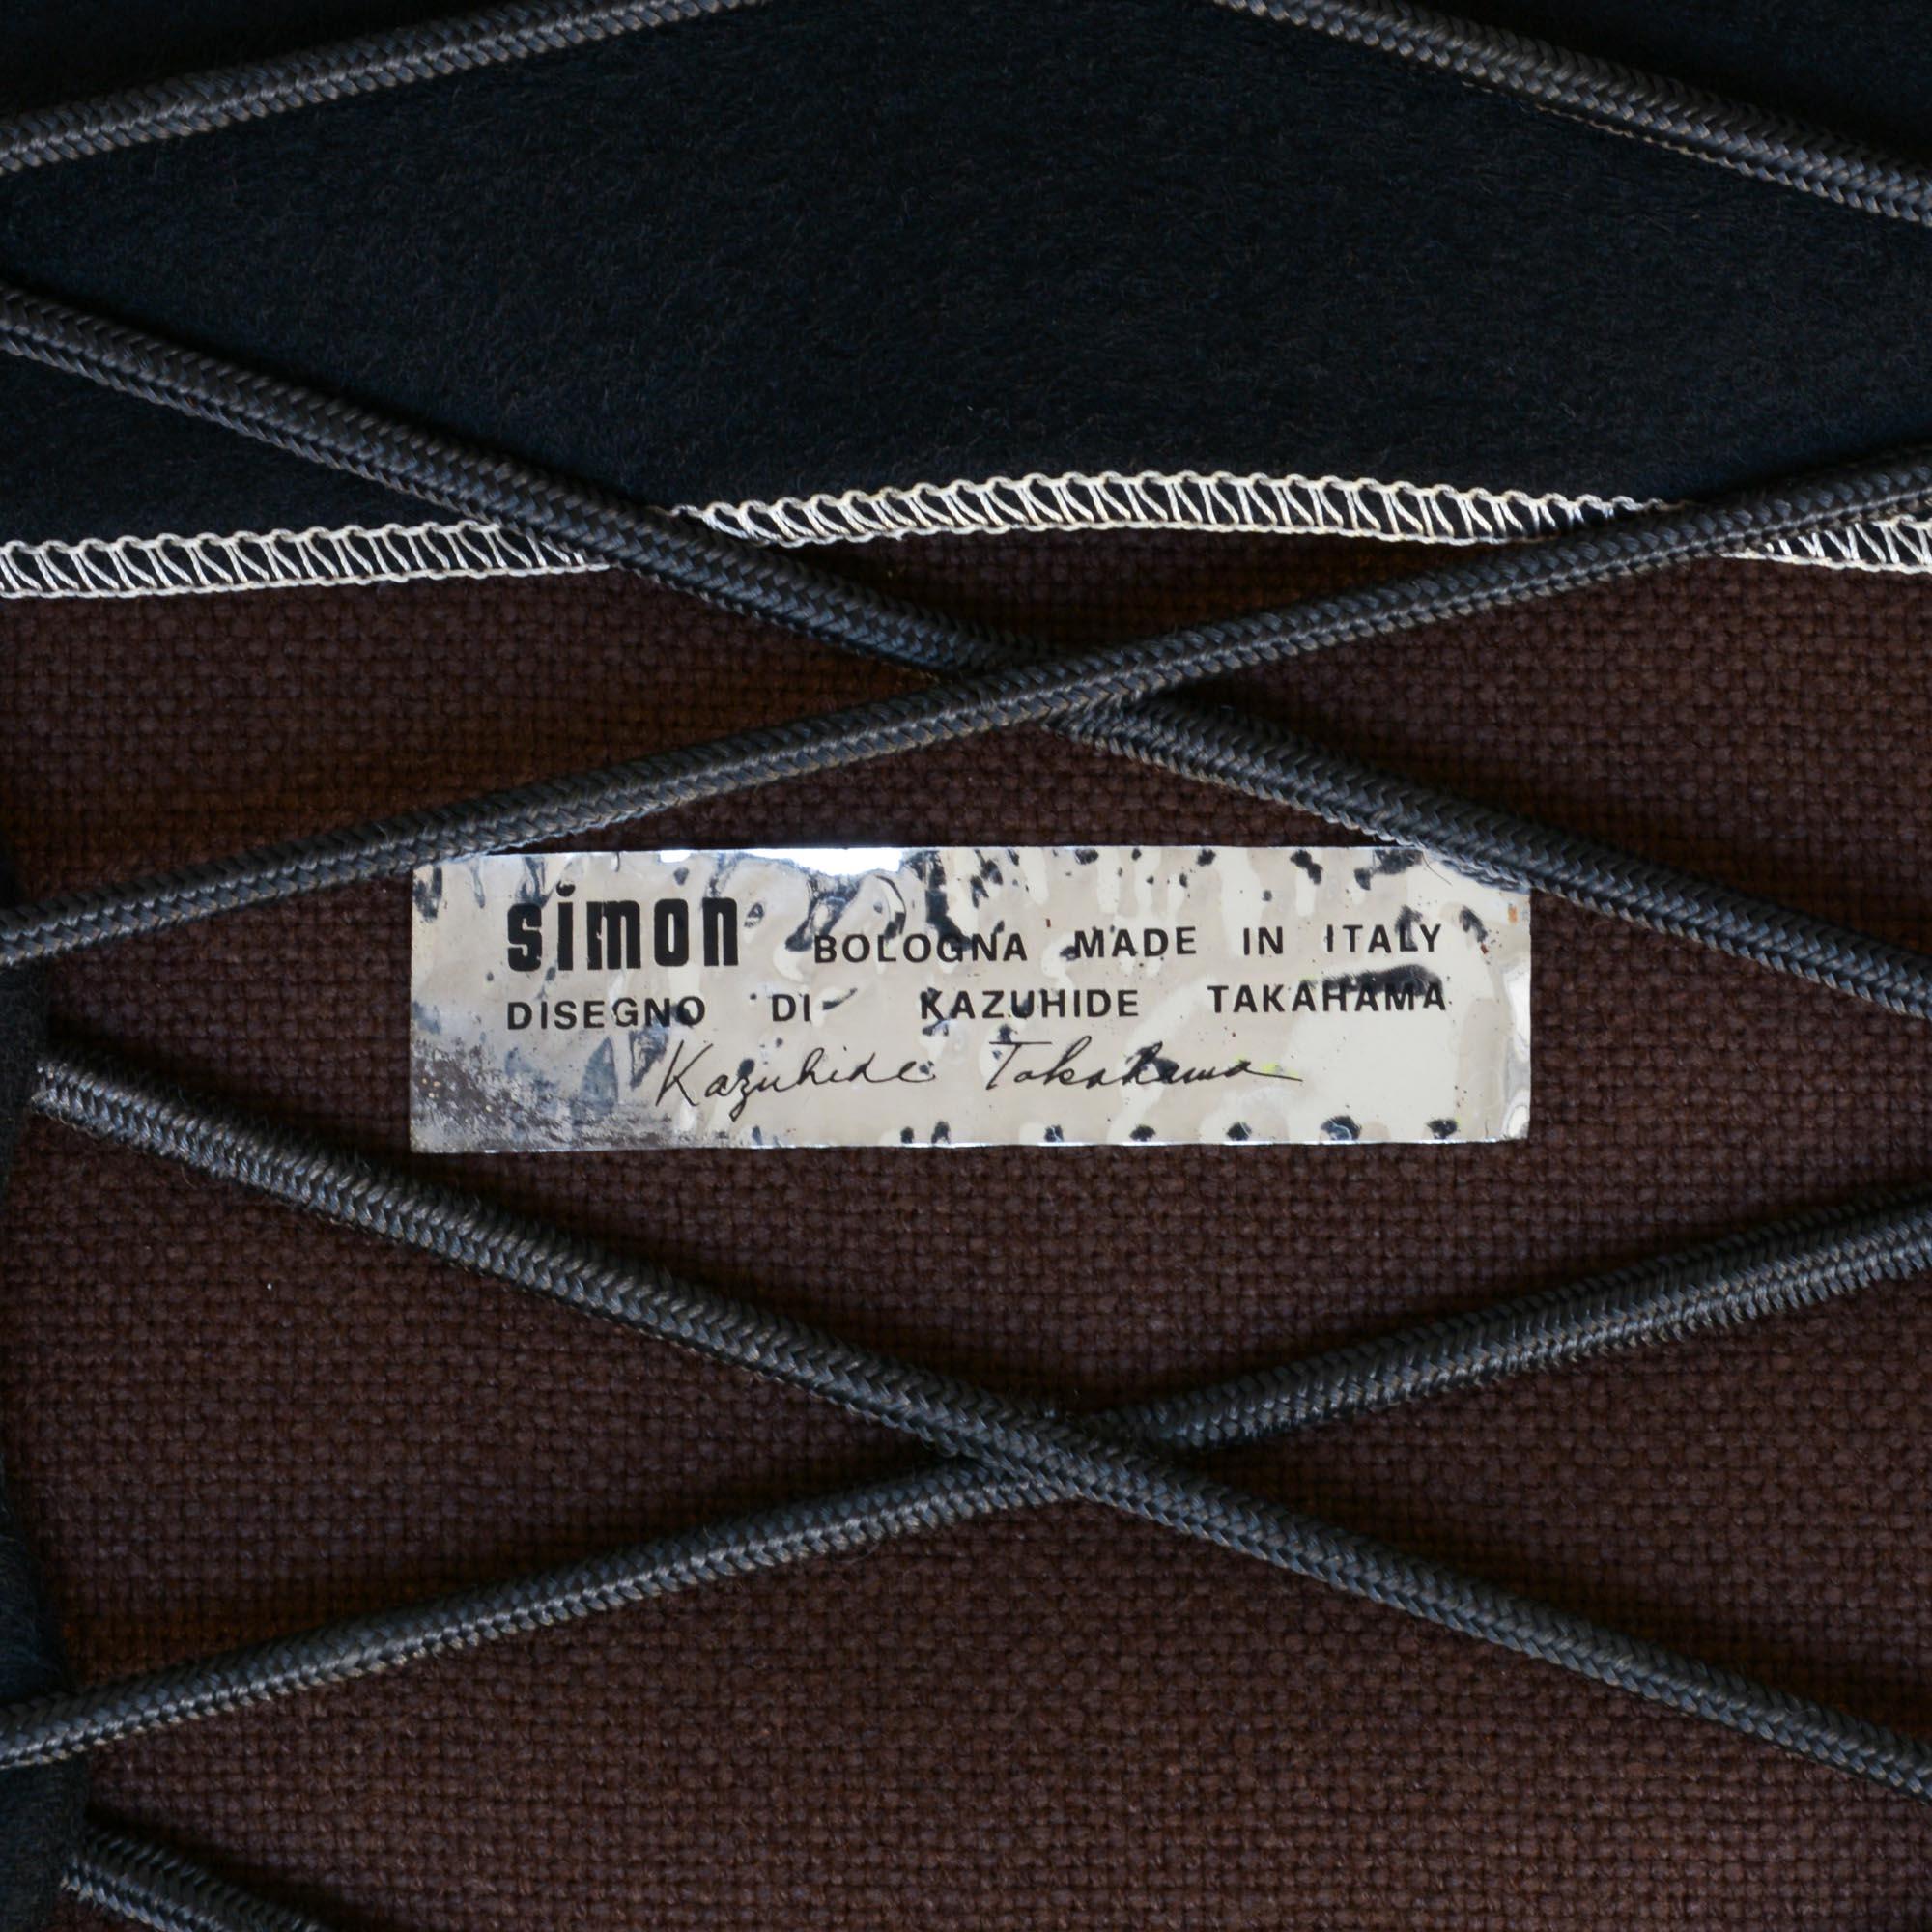 simon BOLOGNA MADE IN ITALY
DISEGNO DI KAZUHIDE TAKAHAMA
Kazuhide Takahama